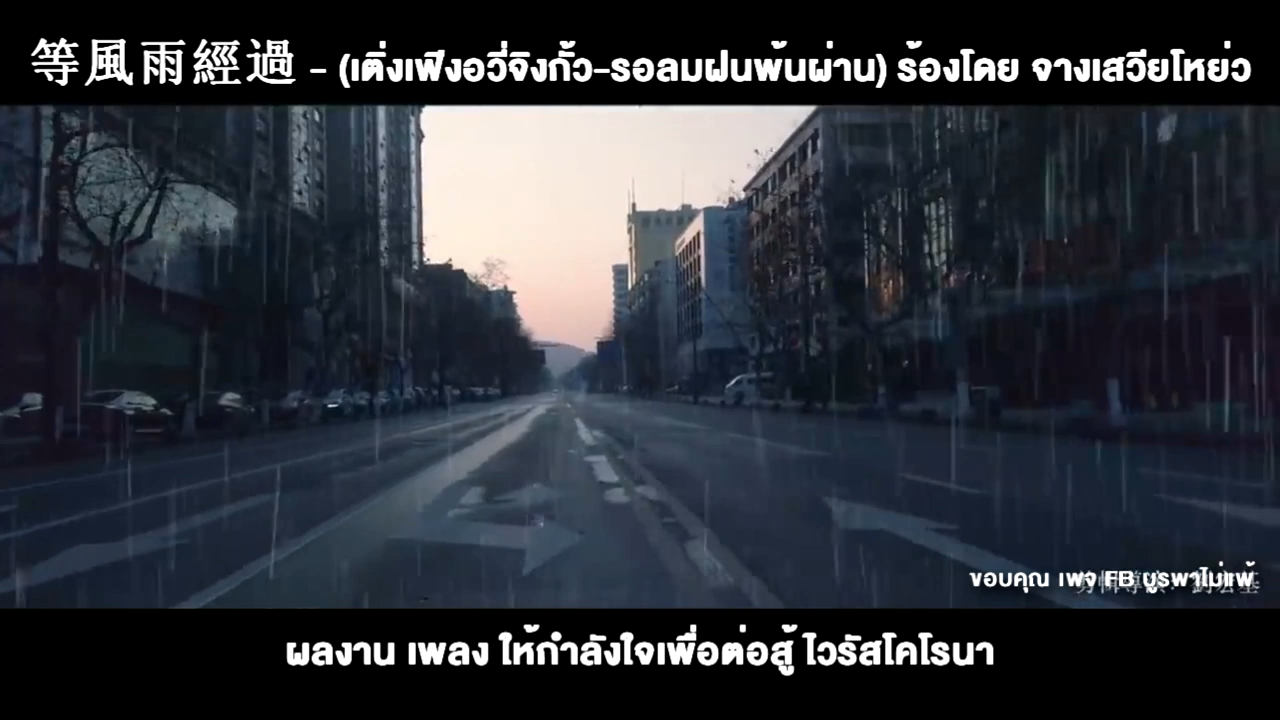 等風雨經過 - (เติ่งเฟิงอวี่จิงกั้ว-รอลมฝนพ้นผ่าน) ร้องโดย จางเสวียโหย่ว
ขอบคุณ เพจ FB บูรพาไม่แพ้
ผลงาน เพลง ให้กำลังใจเพื่อต่อสู้ ไวรัสโคโรนา